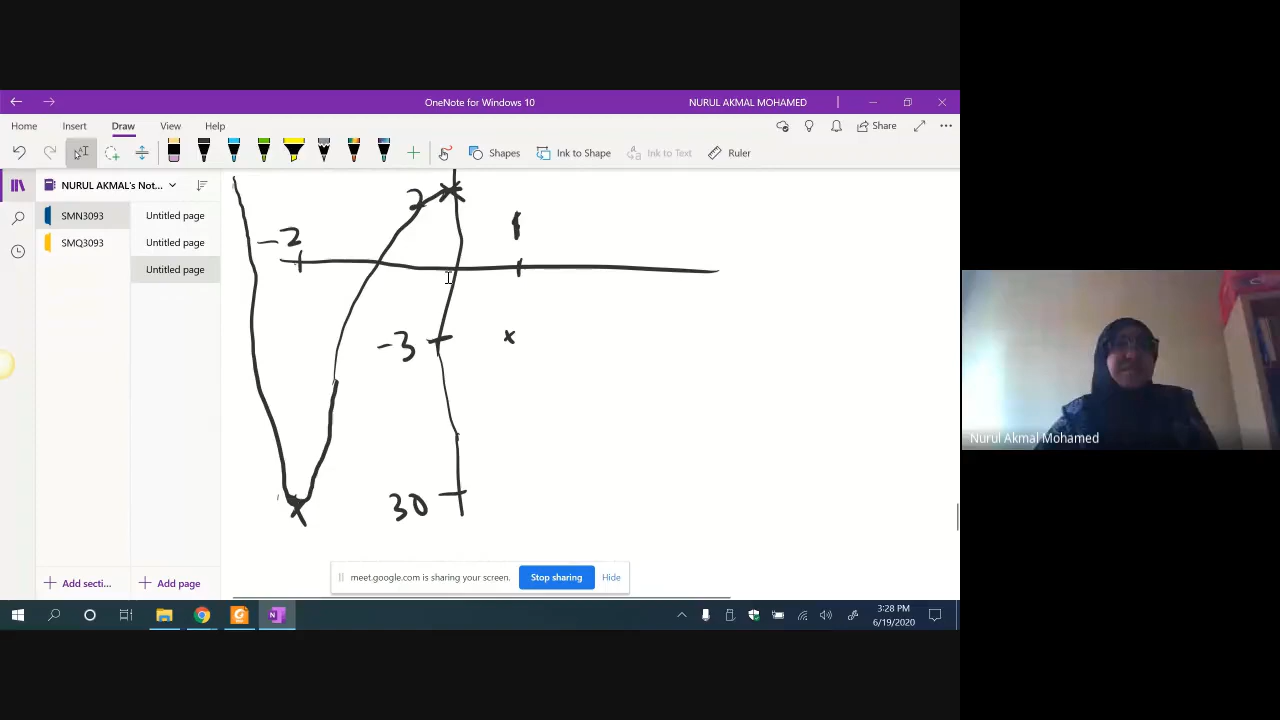 OneNote for Windows 10
NURUL AKMAL MOHAMED
Home Insert Draw View Help
Share
Shapes
Ink to Shape
Ink to Text
Ruler
NURUL AKMAL's Not...
SMN3093
SMQ3093
Untitled page
Untitled page
Untitled page
2
-2
1
-3
x
30
x
Nurul Akmal Mohamed
Add secti...
Add page
meet.google.com is sharing your screen.
Stop sharing
Hide
3:28 PM
6/19/2020